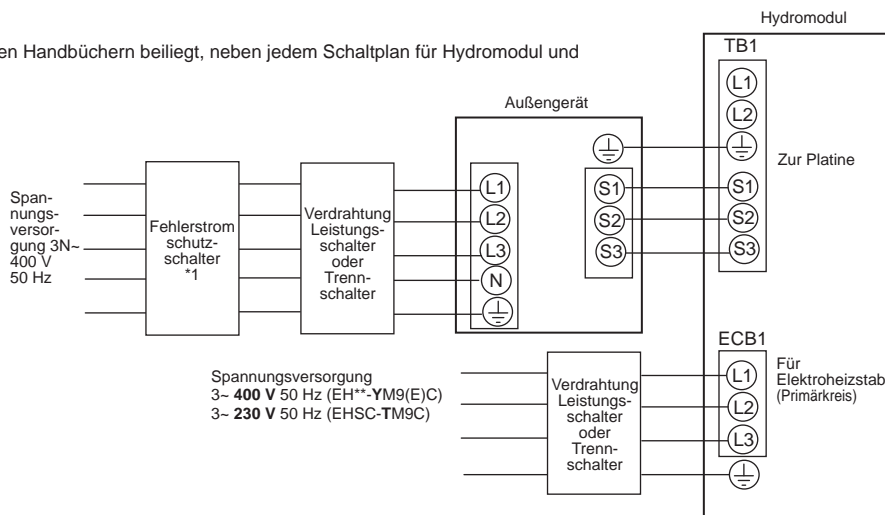 Hydromodul
en Handbüchern beiliegt, neben jedem Schaltplan für Hydromodul und
TB1
L1
L2
Zur Platine
S1
S2
S3
Außengerät
S1
S2
S3
L1
L2
L3
N
Span-
nungs-
versor-
gung 3N~
400 V
50 Hz
Fehlerstrom
schutz-
schalter
*1
Verdrahtung
Leistungs-
schalter
oder
Trenn-
schalter
ECB1
L1
L2
L3
Für
Elektroheizstab
(Primärkreis)
Spannungsversorgung
3~ 400 V 50 Hz (EH**-YM9(E)C)
3~ 230 V 50 Hz (EHSC-TM9C)
Verdrahtung
Leistungs-
schalter
oder
Trenn-
schalter